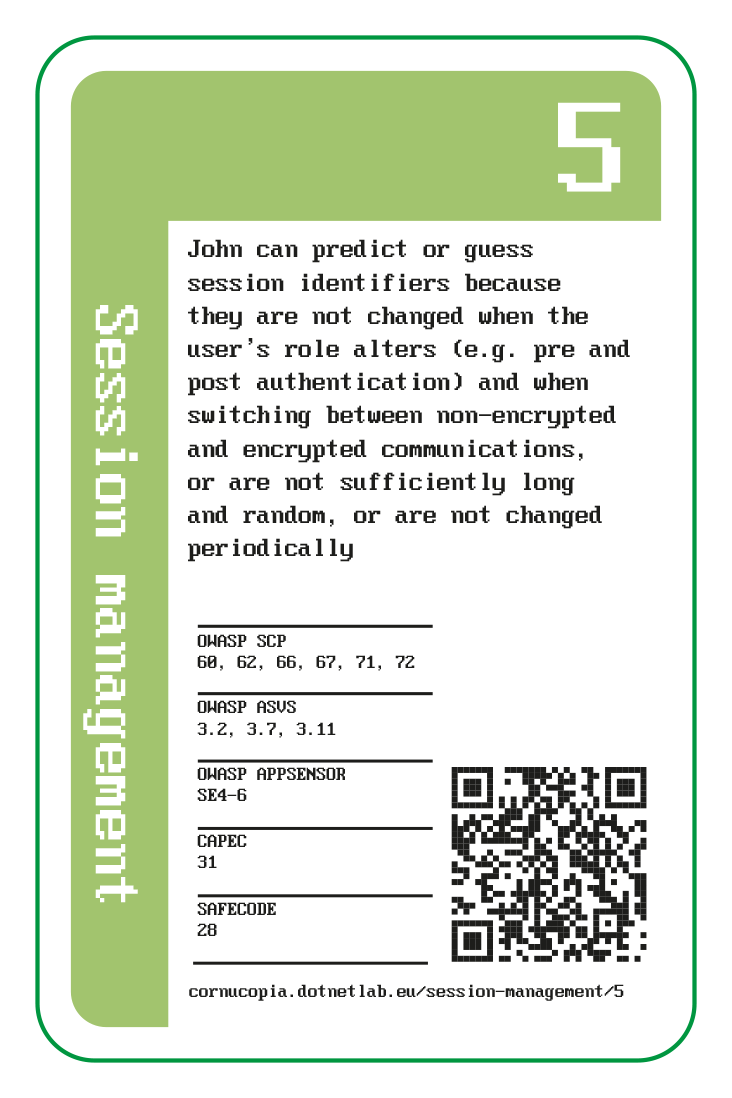 5
Session management
John can predict or guess
session identifiers because
they are not changed when the
user's role alters (e.g. pre and
post authentication) and when
switching between non-encrypted
and encrypted communications,
or are not sufficiently long
and random, or are not changed
periodically
OWASP SCP
60, 62, 66, 67, 71, 72
OWASP ASVS
3.2, 3.7, 3.11
OWASP APPSENSOR
SE4-6
CAPEC
31
SAFECODE
28
cornucopia.dotnetlab.eu/session-management/5